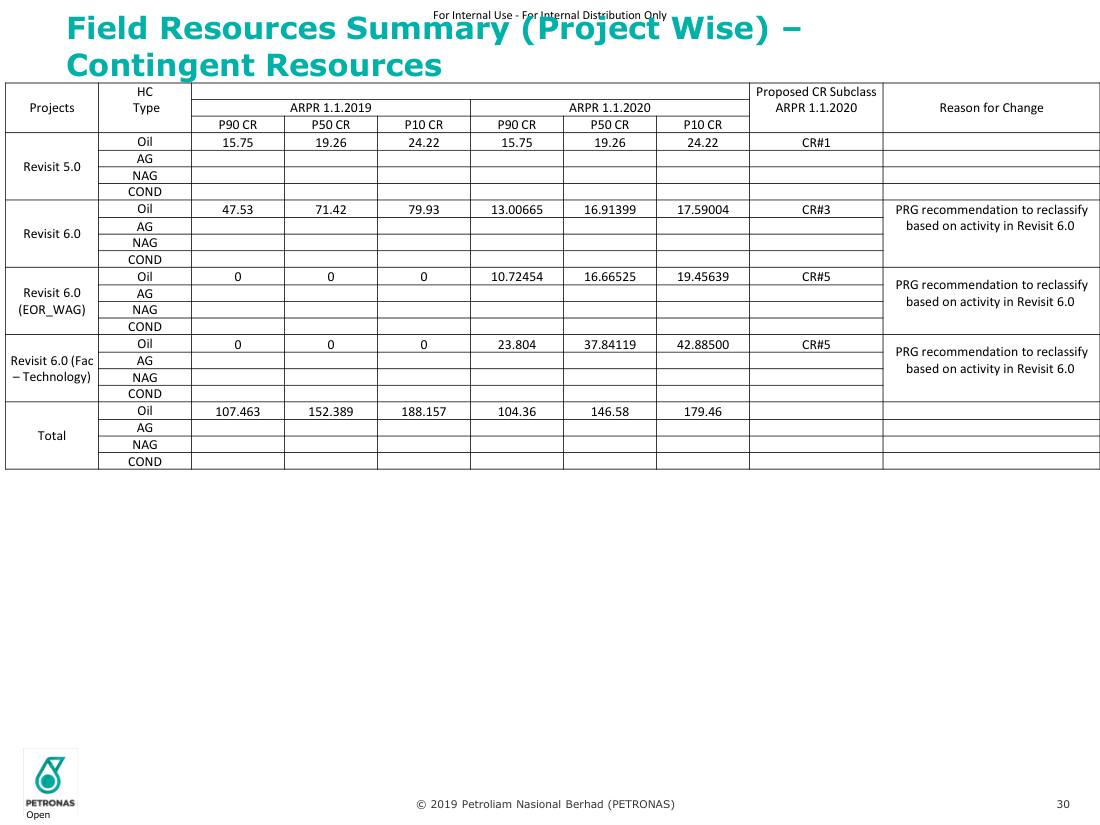 For Internal Use - For Internal Distribution Only
Field Resources Summary (Project Wise) –
Contingent Resources
Projects
HC
Type
Proposed CR Subclass
ARPR 1.1.2020
Reason for Change
ARPR 1.1.2019 ARPR 1.1.2020
P90 CR P50 CR P10 CR P90 CR P50 CR P10 CR
Revisit 5.0
Oil 15.75 19.26 24.22 15.75 19.26 24.22 CR#1
AG
NAG
COND
Revisit 6.0
Oil 47.53 71.42 79.93 13.00665 16.91399 17.59004 CR#3
PRG recommendation to reclassify
based on activity in Revisit 6.0
AG
NAG
COND
Revisit 6.0
(EOR_WAG)
Oil 0 0 0 10.72454 16.66525 19.45639 CR#5
PRG recommendation to reclassify
based on activity in Revisit 6.0
AG
NAG
COND
Revisit 6.0 (Fac
– Technology)
Oil 0 0 0 23.804 37.84119 42.88500 CR#5
PRG recommendation to reclassify
based on activity in Revisit 6.0
AG
NAG
COND
Total
Oil 107.463 152.389 188.157 104.36 146.58 179.46
AG
NAG
COND
PETRONAS
Open
© 2019 Petroliam Nasional Berhad (PETRONAS)
30